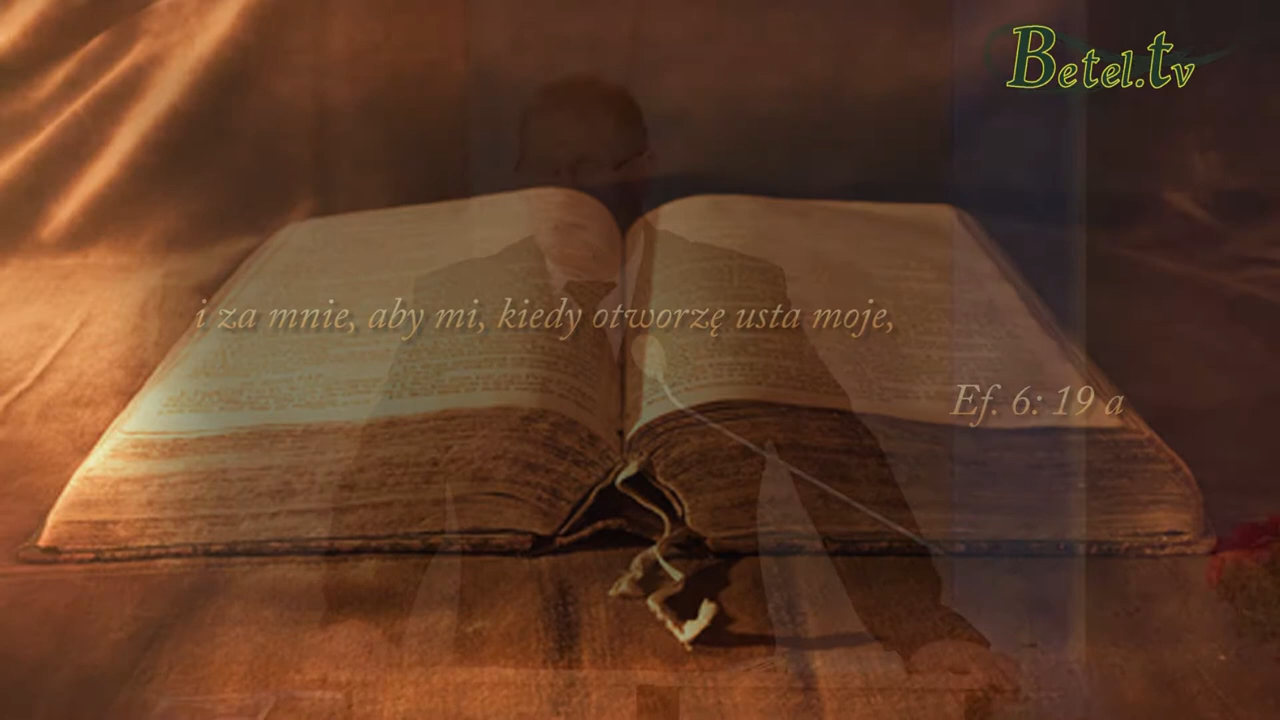 Betel.tv
i za mnie, aby mi, kiedy otworzę usta moje,
Ef. 6: 19 a